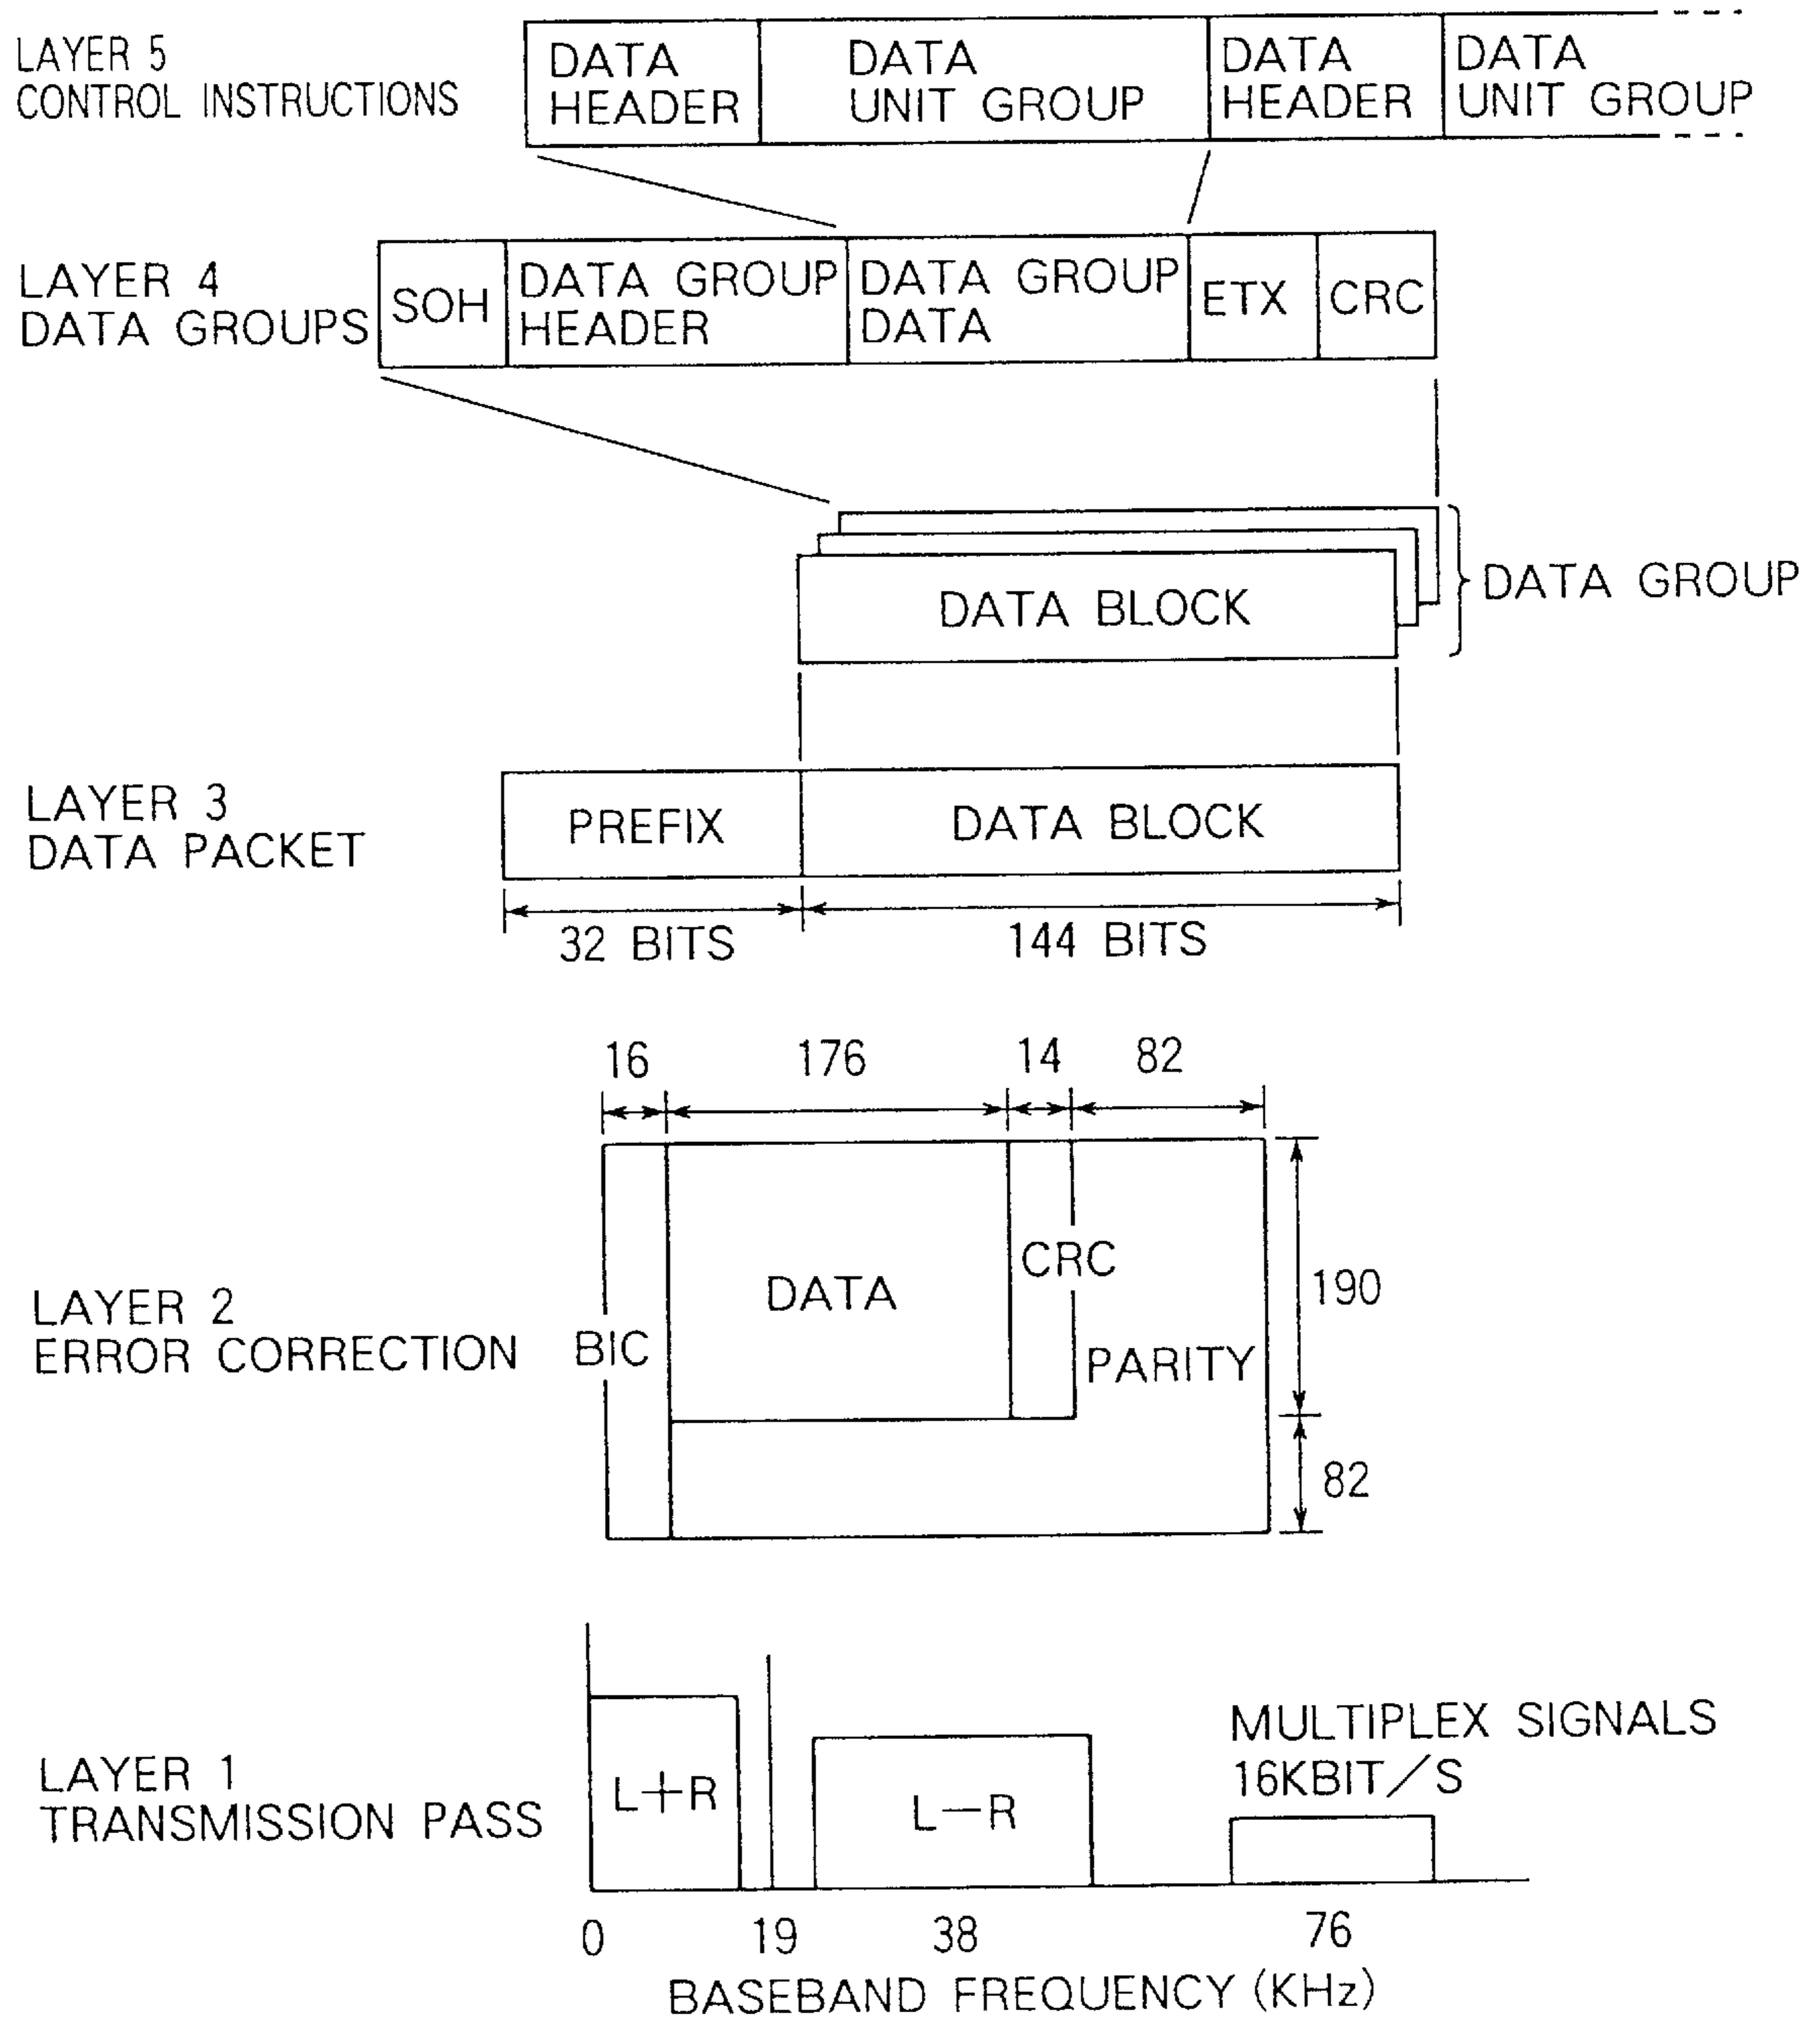 LAYER 5
CONTROL INSTRUCTIONS
DATA
HEADER
DATA
UNIT GROUP
DATA
HEADER
DATA
UNIT GROUP
LAYER 4
DATA GROUPS
SOH
DATA GROUP
HEADER
DATA GROUP
DATA
ETX
CRC
DATA BLOCK
DATA GROUP
LAYER 3
DATA PACKET
PREFIX
DATA BLOCK
32 BITS
144 BITS
16
176
14
82
LAYER 2
ERROR CORRECTION
BIC
DATA
CRC
PARITY
190
82
LAYER 1
TRANSMISSION PASS
L+R
L-R
MULTIPLEX SIGNALS
16KBIT/S
0
19
38
76
BASEBAND FREQUENCY (KHz)